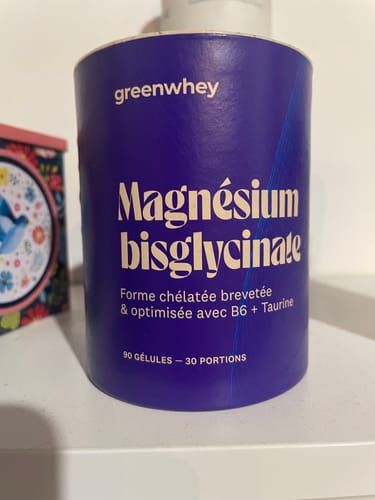 greenwhey
Magnésium
bisglycinate
Forme chélatée brevetée
& optimisée avec B6 + Taurine
90 GÉLULES — 30 PORTIONS